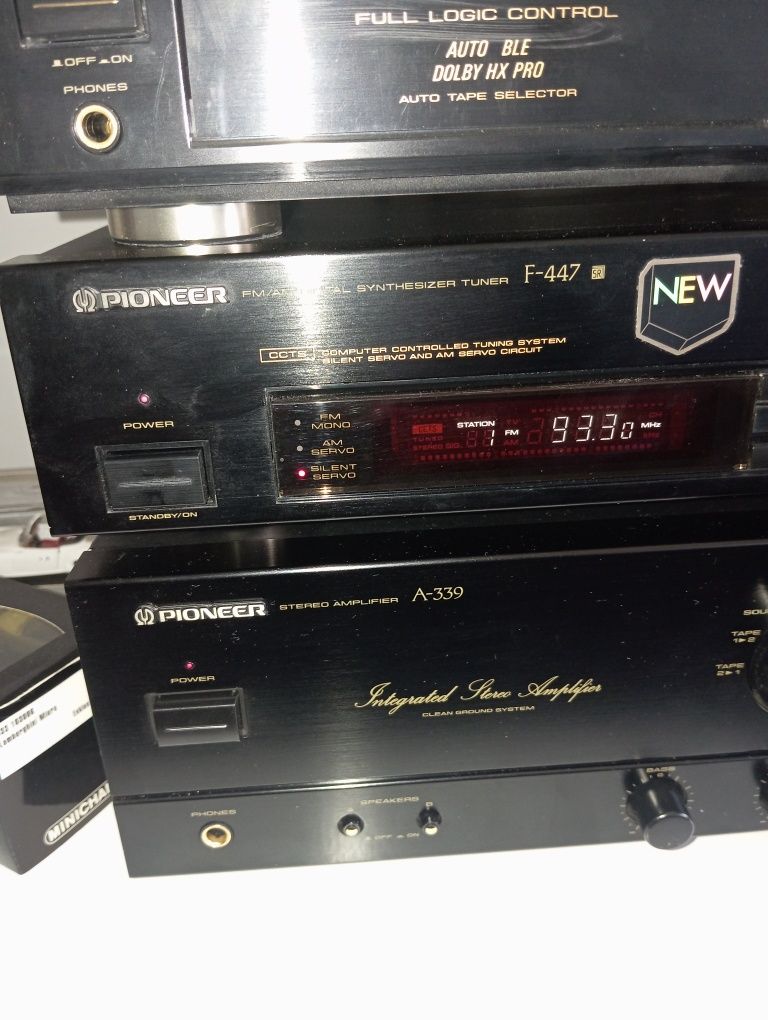 FULL LOGIC CONTROL
AUTO BLE
DOLBY HX PRO
AUTO TAPE SELECTOR
OFF ON
PHONES
PIONEER
SYNTHESIZER TUNER F-447 SR
NEW
CCTS COMPUTER CONTROLLED TUNING SYSTEM
SILENT SERVO AND AM SERVO CIRCUIT
POWER
STANDBY/ON
FM MONO
AM SERVO
SILENT SERVO
STATION 1 FM 93.30 MHz
PIONEER STEREO AMPLIFIER A-339
POWER
Integrated Stereo Amplifier
CLEAN GROUND SYSTEM
TAPE
1▶2
TAPE
2▶1
PHONES
SPEAKERS
OFF ON
BASS